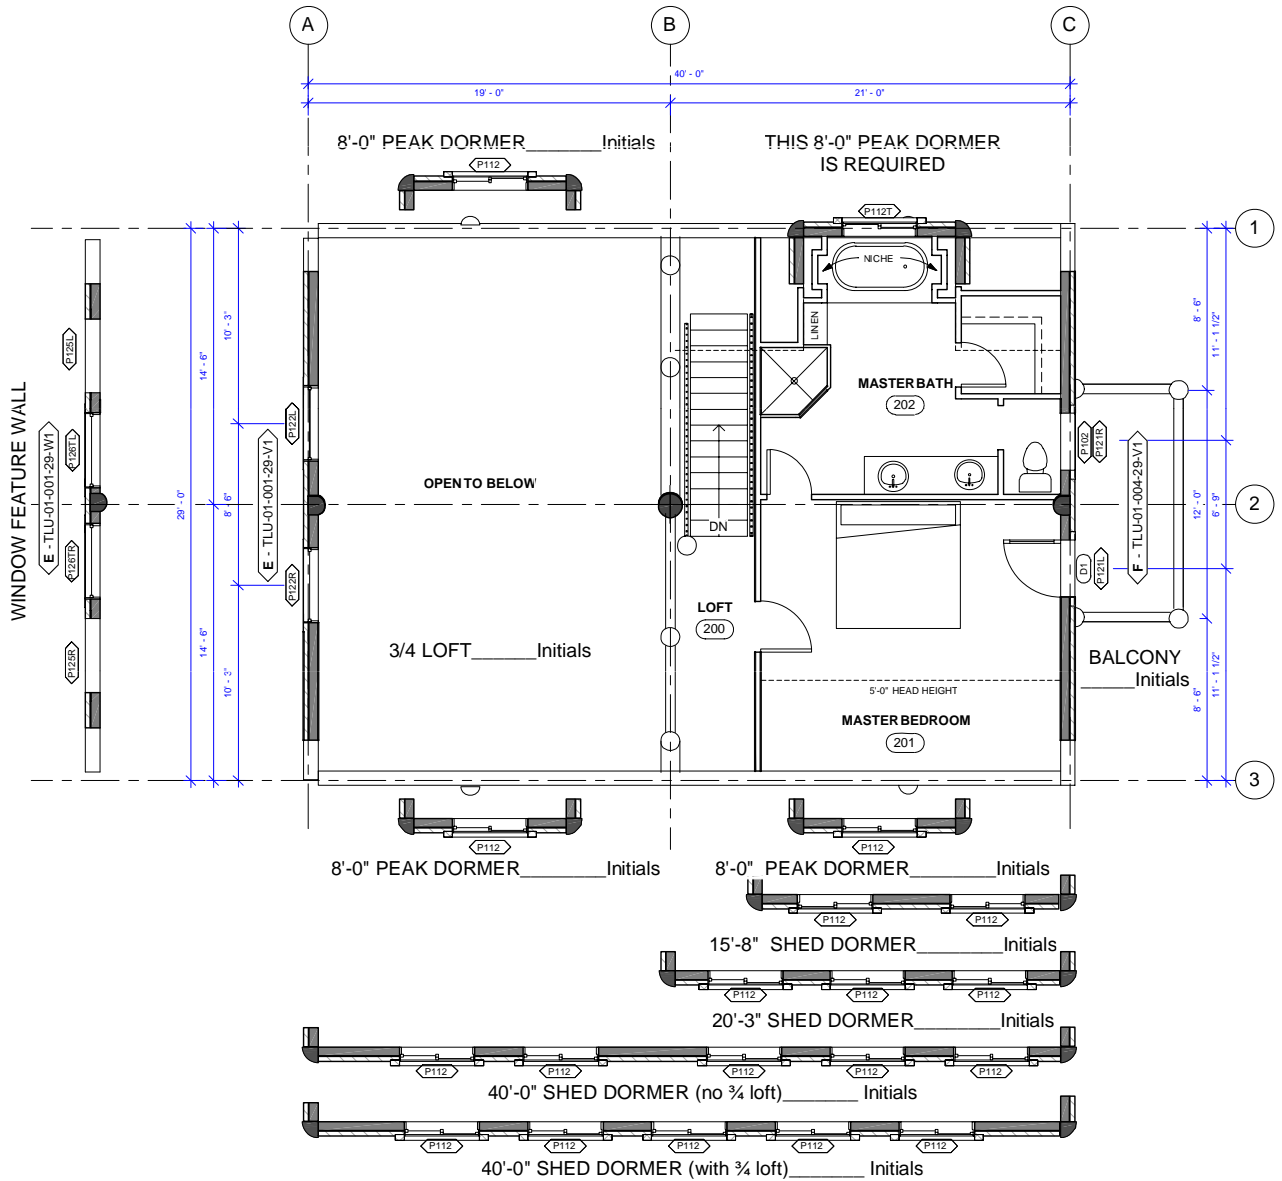 A
B
C
40' - 0"
19' - 0"
21' - 0"
8'-0" PEAK DORMER_______Initials
THIS 8'-0" PEAK DORMER
IS REQUIRED
P112
P112T
1
NICHE
LINEN
8' - 6"
11' - 1 1/2"
10' - 3"
14' - 6"
P125L
WINDOW FEATURE WALL
E - TLU-01-001-29-W1
P126TL
P122L
E - TLU-01-001-29-V1
MASTER BATH
202
P102
P121R
F - TLU-01-004-29-V1
OPEN TO BELOW
29' - 0"
8' - 6"
DN
12' - 0"
6' - 9"
2
P126TR
P122R
D1
P121L
LOFT
200
3/4 LOFT______Initials
P125R
14' - 6"
10' - 3"
BALCONY
_____Initials
5'-0" HEAD HEIGHT
MASTER BEDROOM
201
8' - 6"
11' - 1 1/2"
3
P112
P112
8'-0" PEAK DORMER________Initials
8'-0" PEAK DORMER________Initials
P112
P112
15'-8" SHED DORMER________Initials
P112
P112
P112
20'-3" SHED DORMER________Initials
P112
P112
P112
P112
P112
40'-0" SHED DORMER (no ¾ loft)_______ Initials
P112
P112
P112
P112
P112
40'-0" SHED DORMER (with ¾ loft)_______ Initials